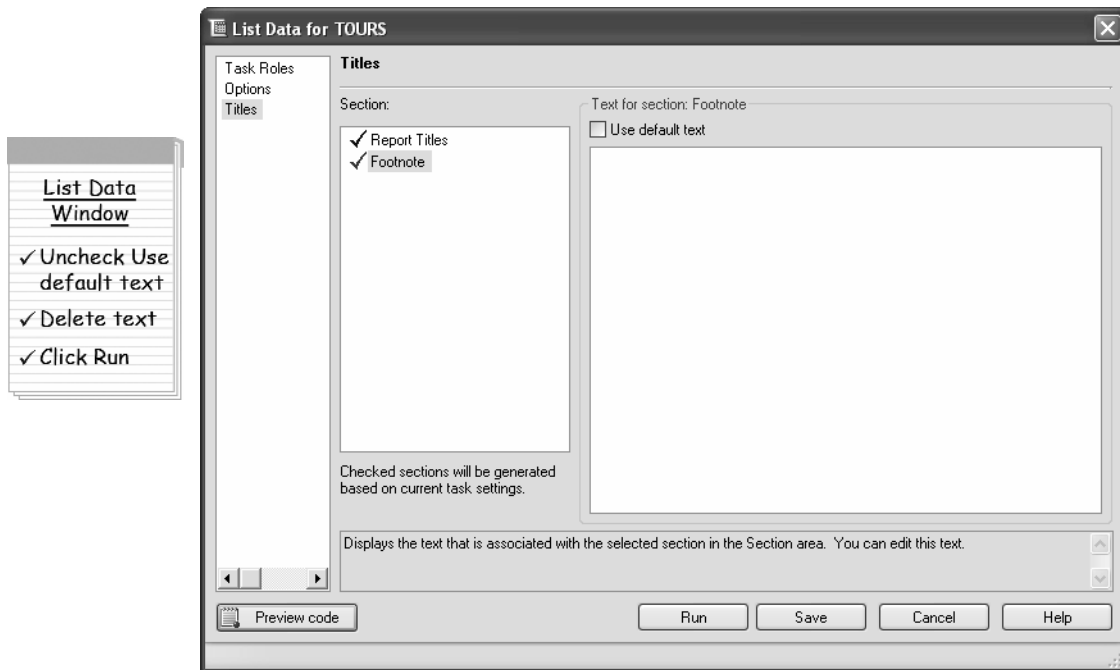 List Data
Window
✓ Uncheck Use
default text
✓ Delete text
✓ Click Run
List Data for TOURS
Task Roles
Options
Titles
Titles
Section:
Report Titles
Footnote
Checked sections will be generated
based on current task settings.
Text for section: Footnote
Use default text
Displays the text that is associated with the selected section in the Section area. You can edit this text.
Preview code
Run
Save
Cancel
Help